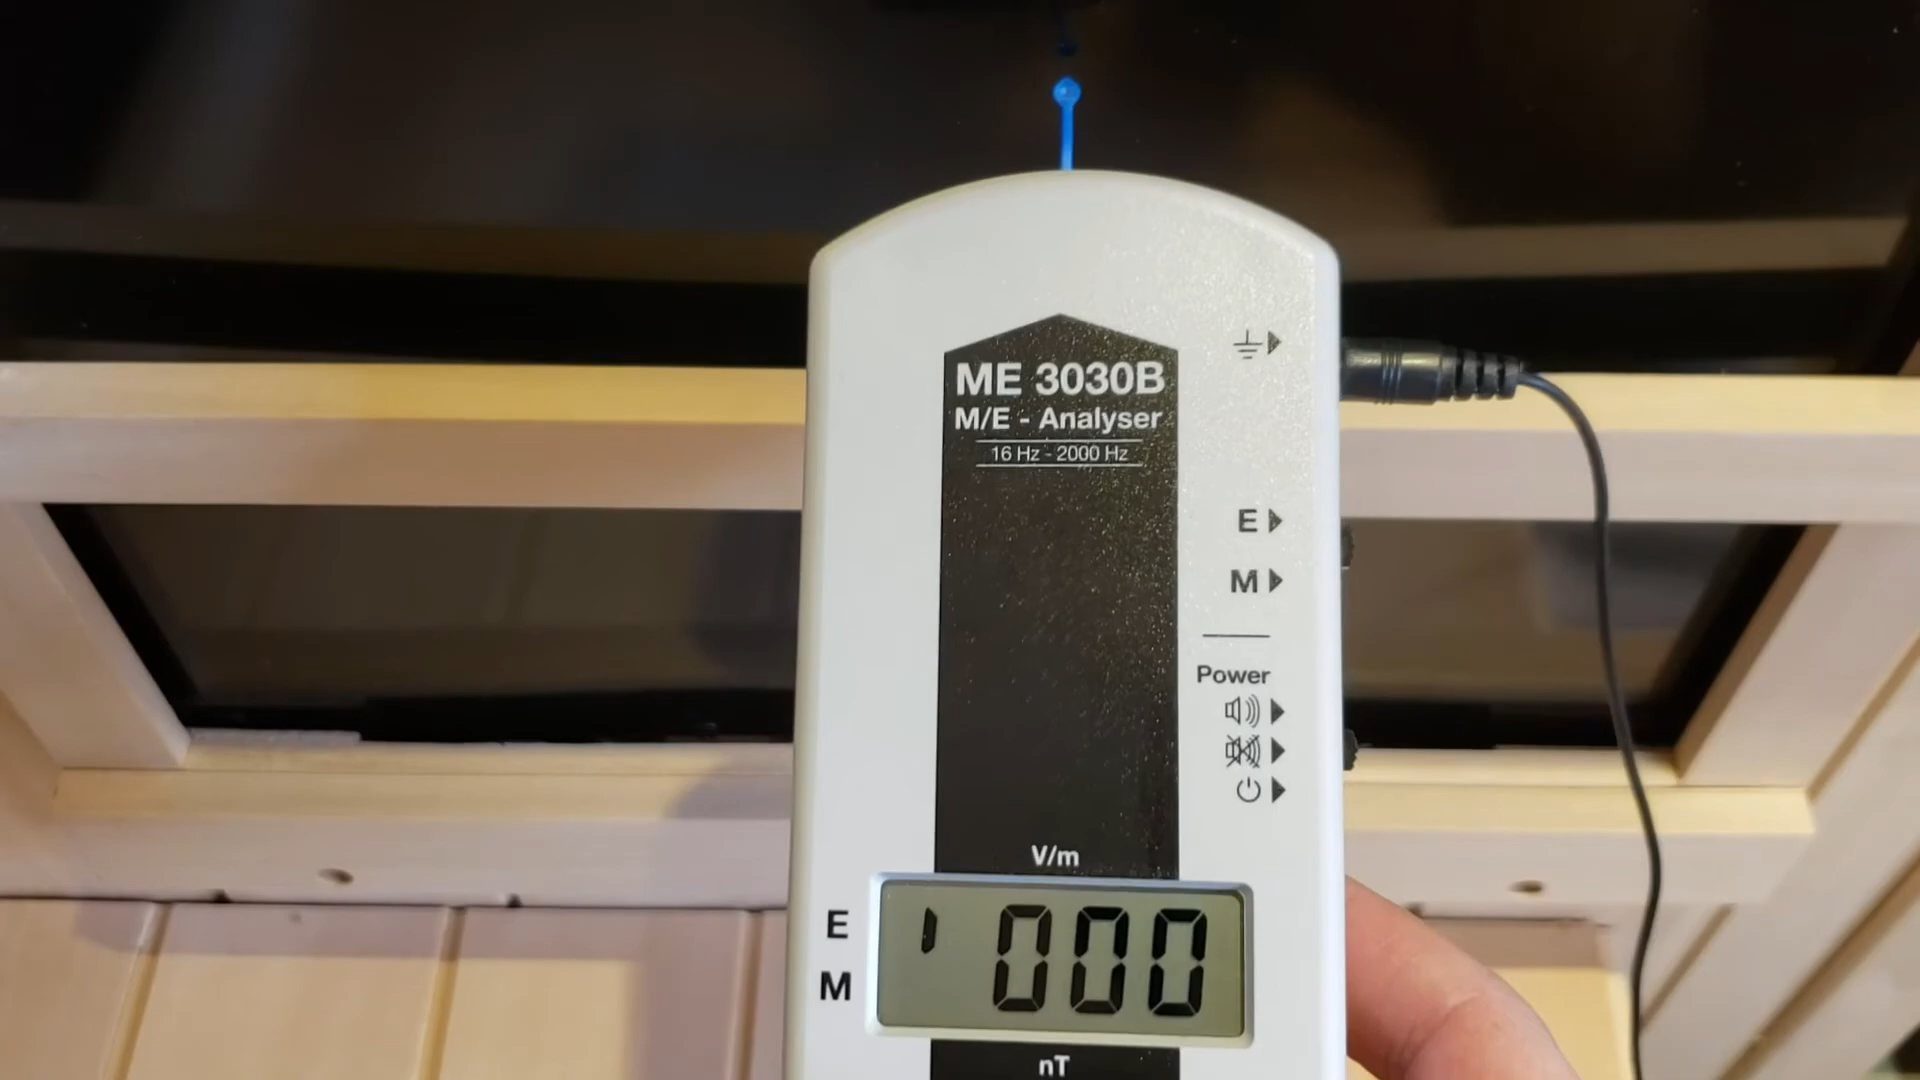 ME 3030B
M/E - Analyser
16 Hz - 2000 Hz
E
M
Power
V/m
E
M
000
nT